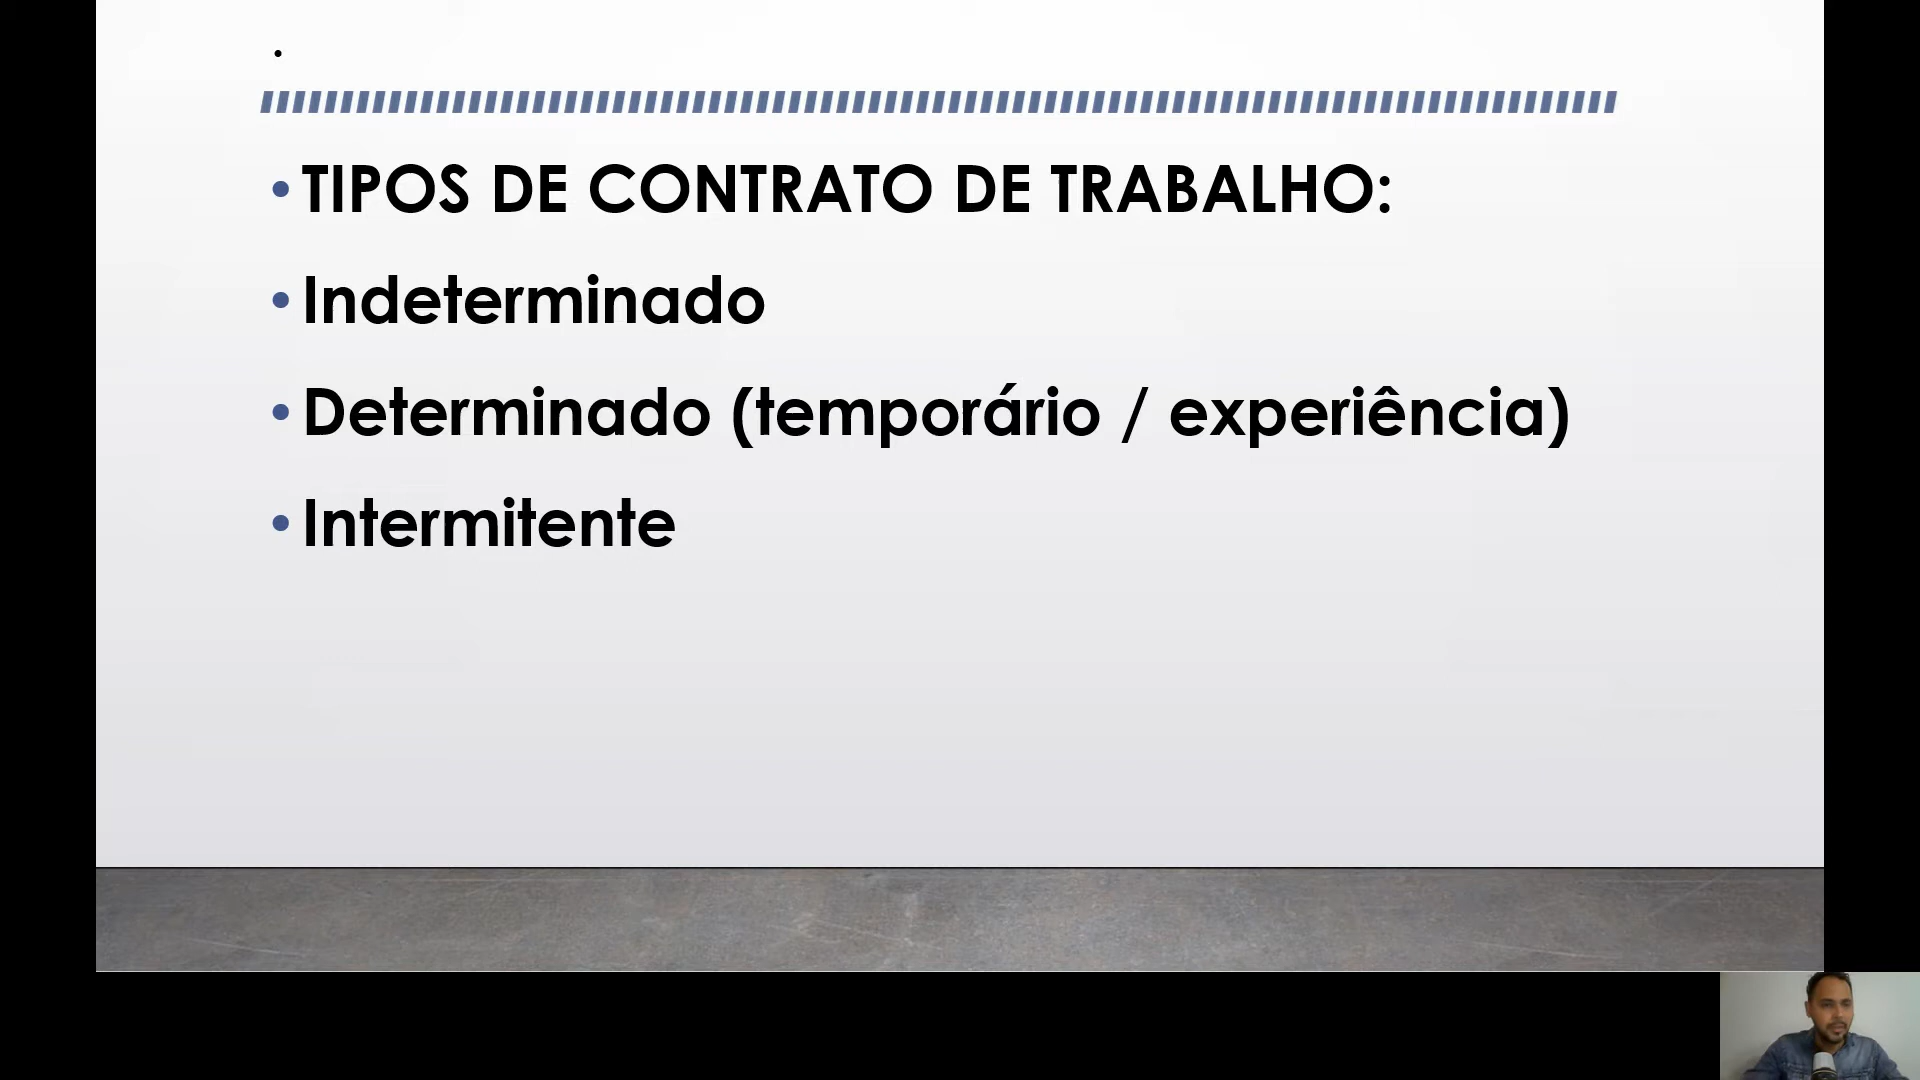 .
• TIPOS DE CONTRATO DE TRABALHO:
• Indeterminado
• Determinado (temporário / experiência)
• Intermitente